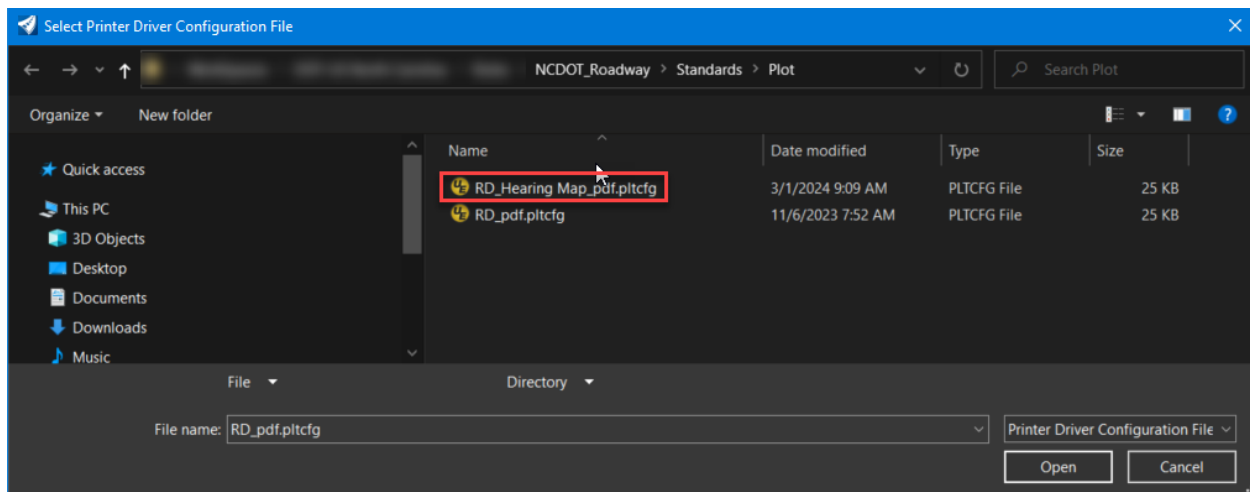 Select Printer Driver Configuration File
NCDOT_Roadway > Standards > Plot
Search Plot
Organize
New folder
Name Date modified Type Size
Quick access
This PC
3D Objects
Desktop
Documents
Downloads
Music
RD_Hearing Map_pdf.pltcfg 3/1/2024 9:09 AM PLTCFG File 25 KB
RD_pdf.pltcfg 11/6/2023 7:52 AM PLTCFG File 25 KB
File Directory
File name: RD_pdf.pltcfg Printer Driver Configuration File
Open Cancel